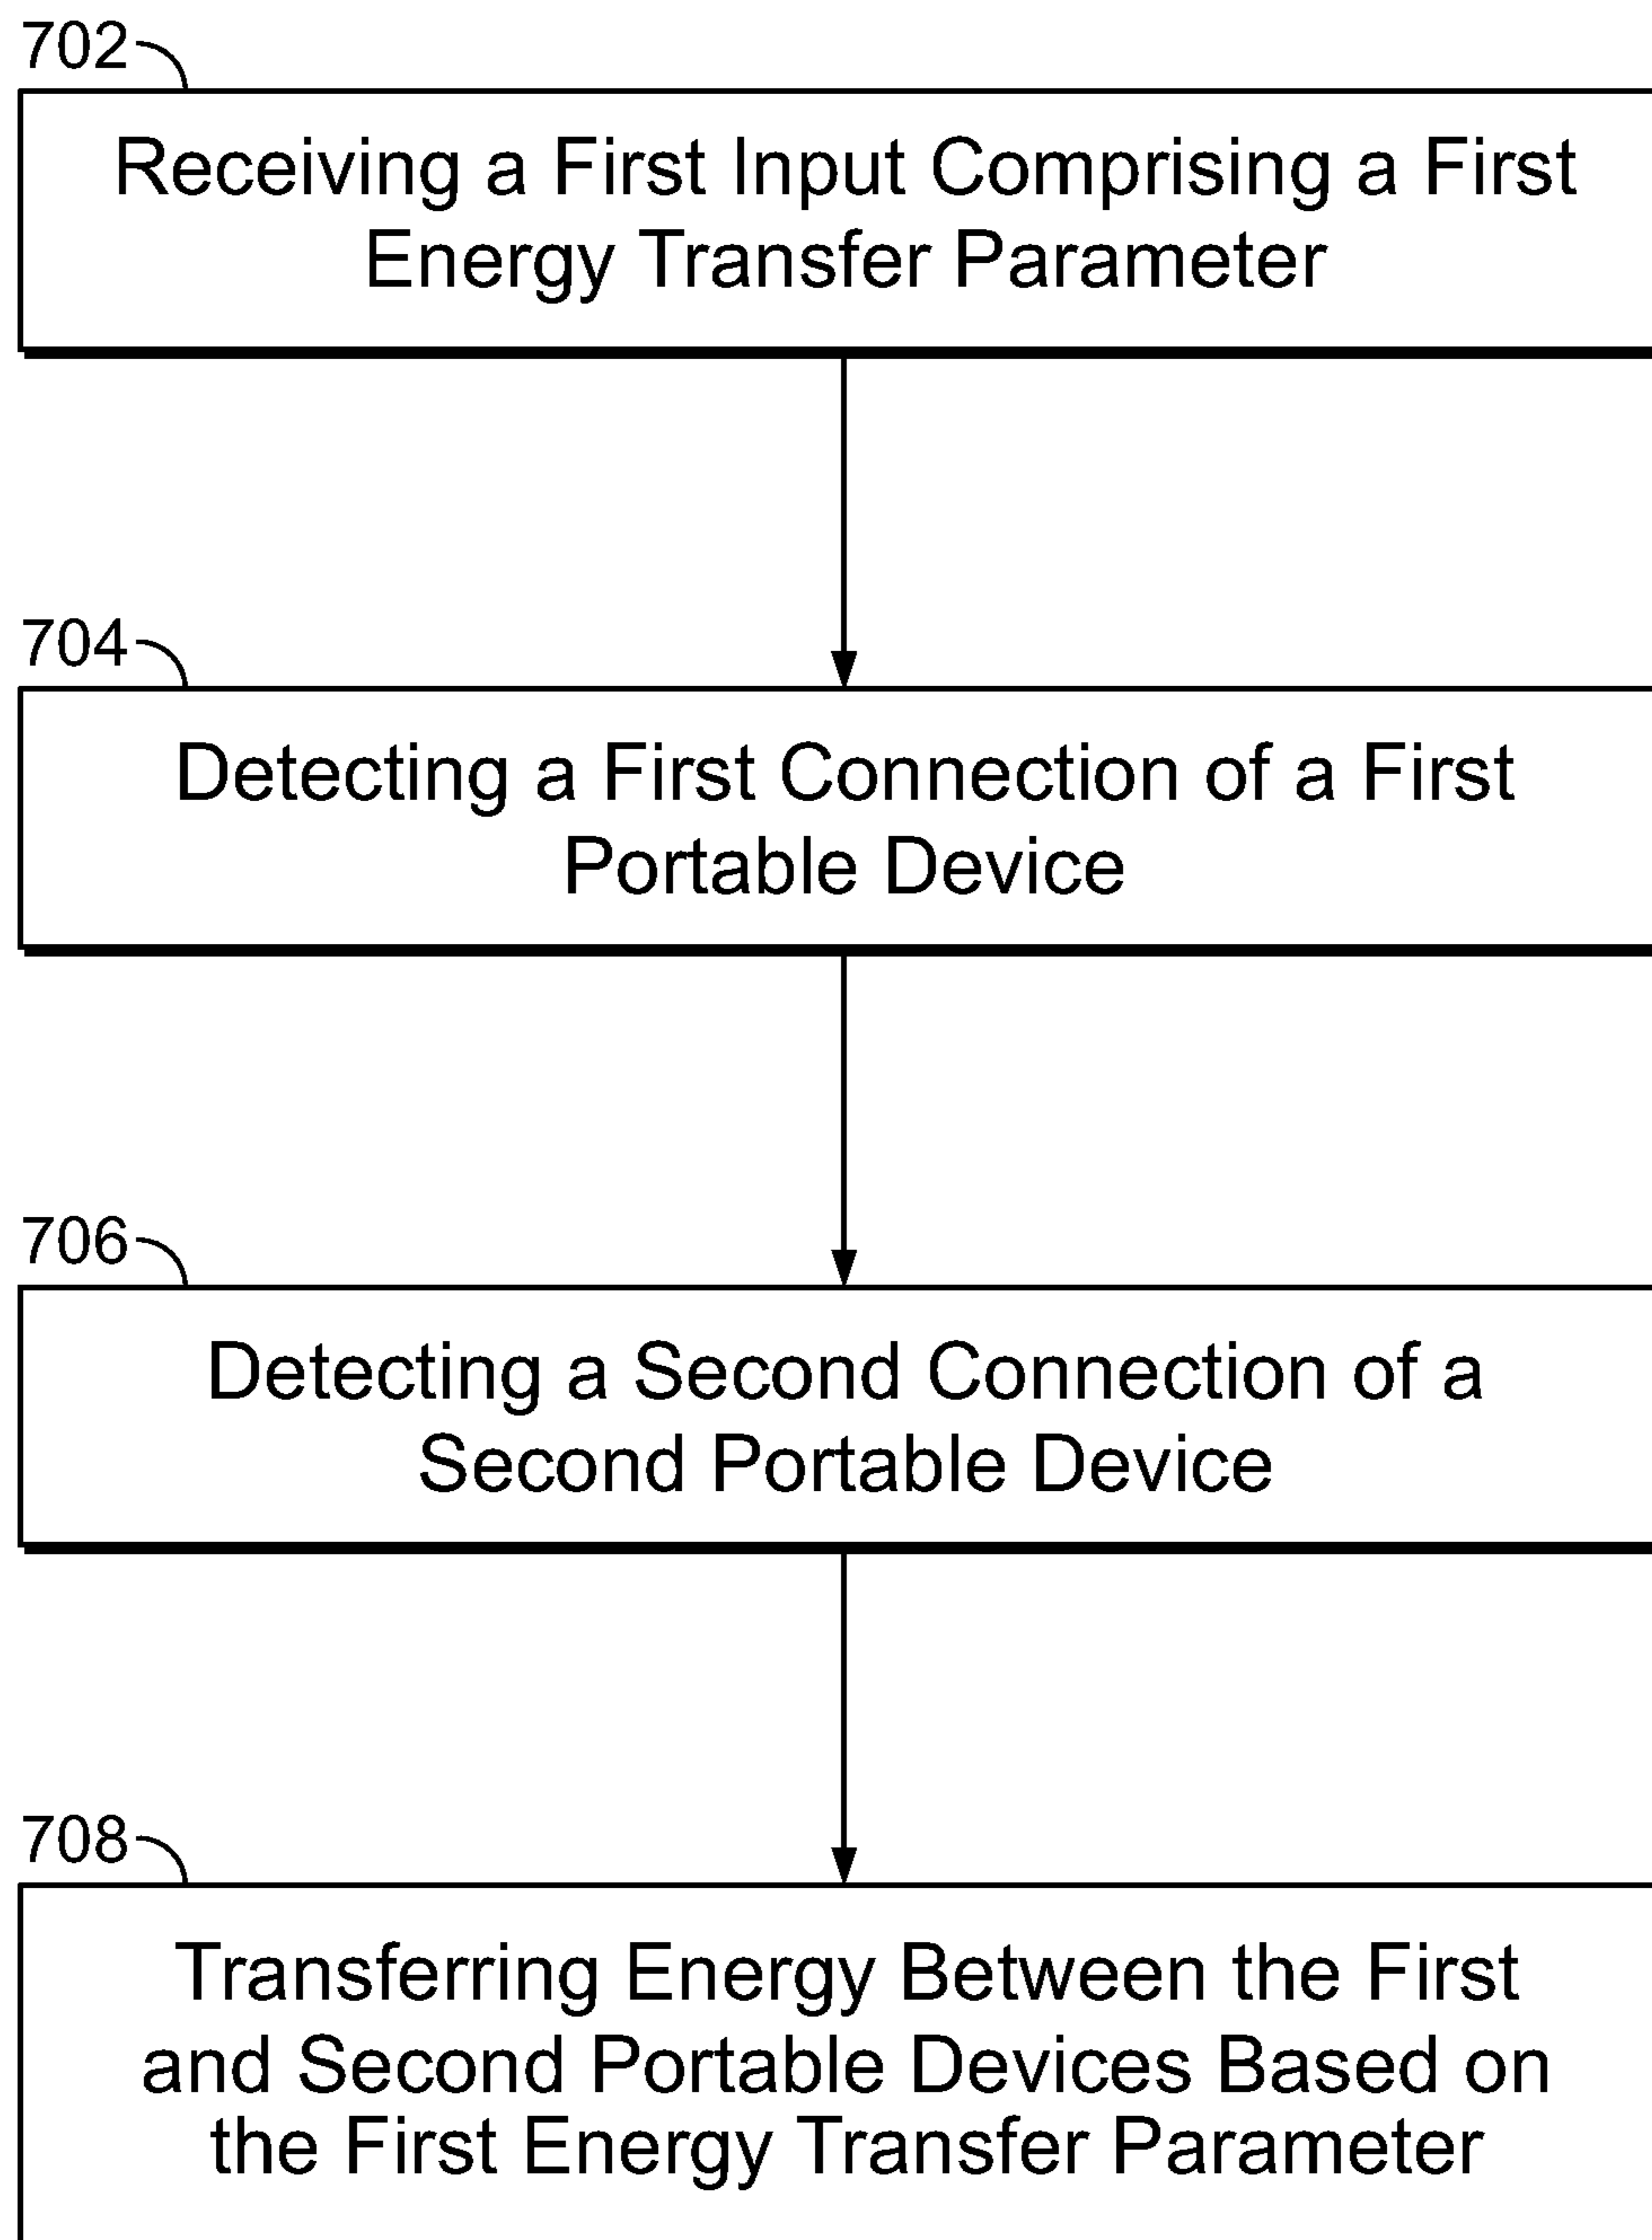 702
Receiving a First Input Comprising a First
Energy Transfer Parameter
704
Detecting a First Connection of a First
Portable Device
706
Detecting a Second Connection of a
Second Portable Device
708
Transferring Energy Between the First
and Second Portable Devices Based on
the First Energy Transfer Parameter